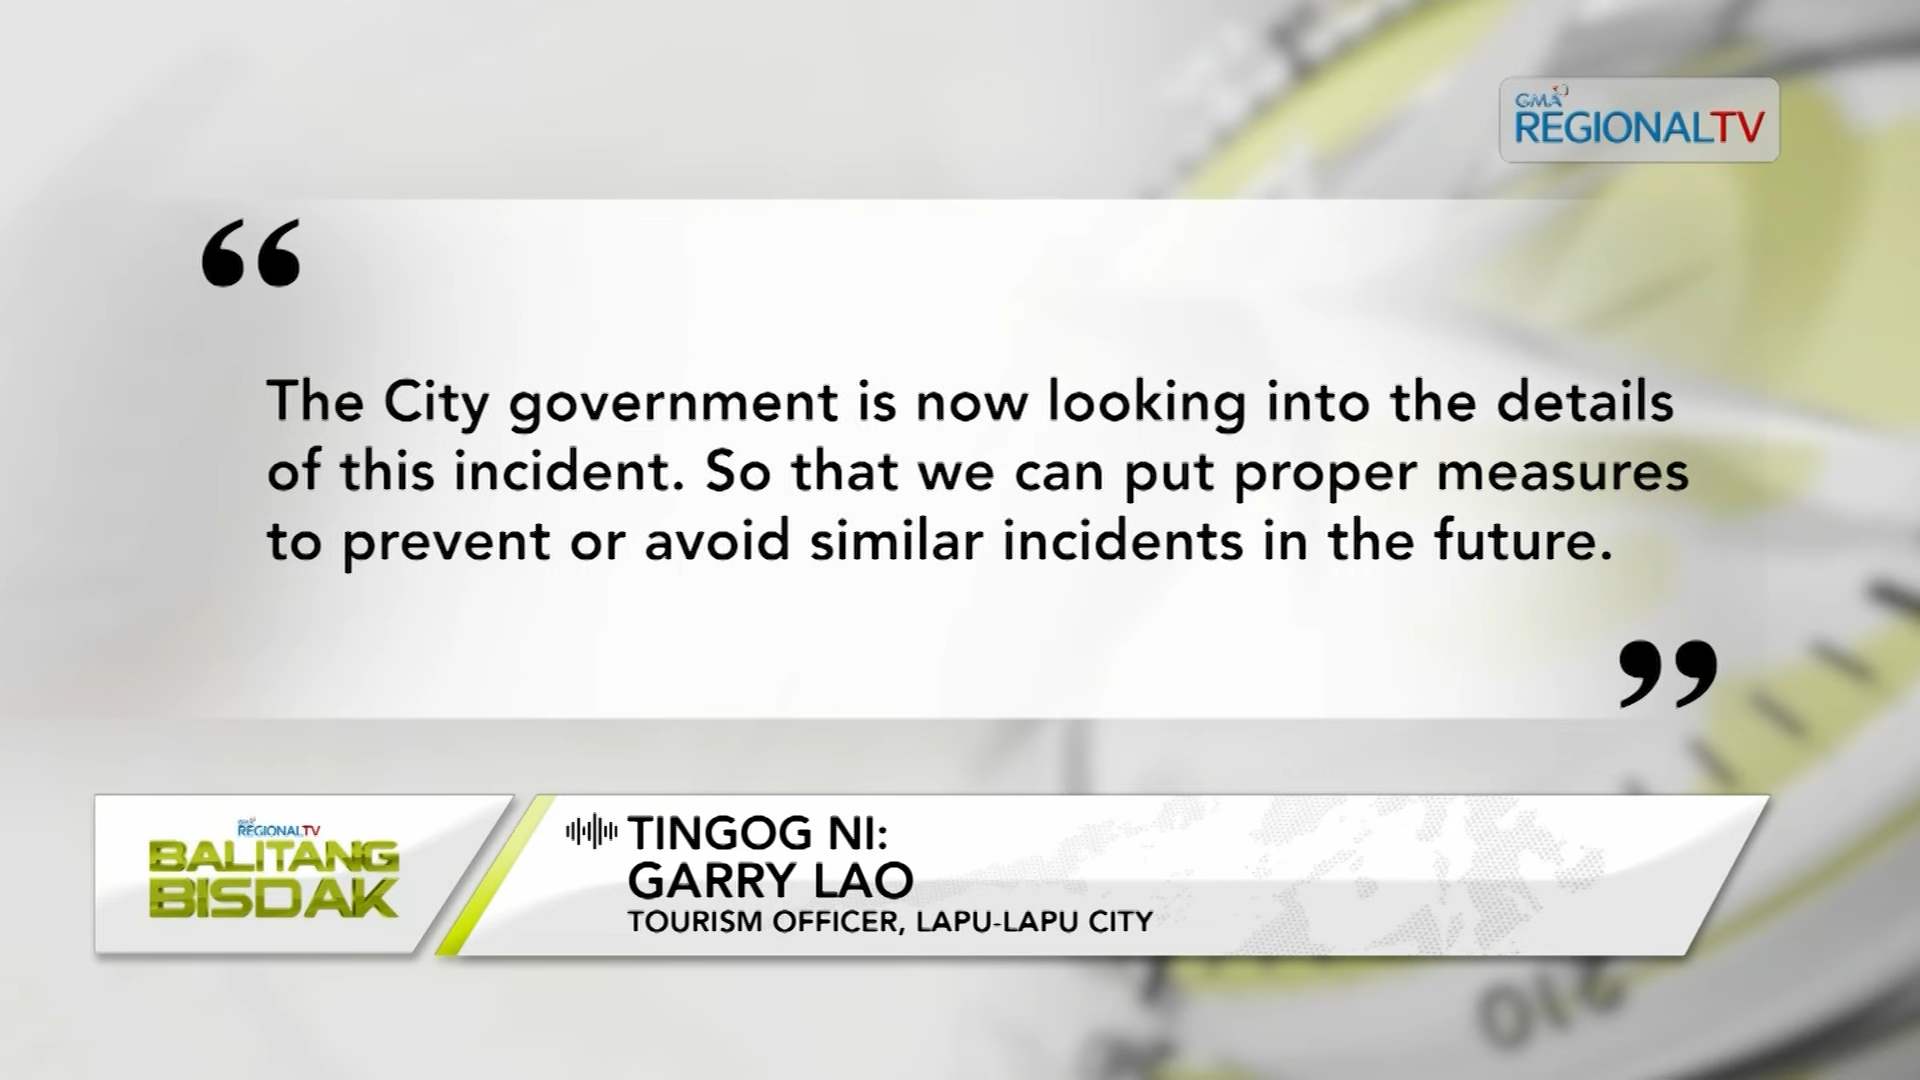 GMA
REGIONALTV
“
The City government is now looking into the details
of this incident. So that we can put proper measures
to prevent or avoid similar incidents in the future.
”
REGIONALTV
BALITANG
BISDAK
TINGOG NI:
GARRY LAO
TOURISM OFFICER, LAPU-LAPU CITY
210